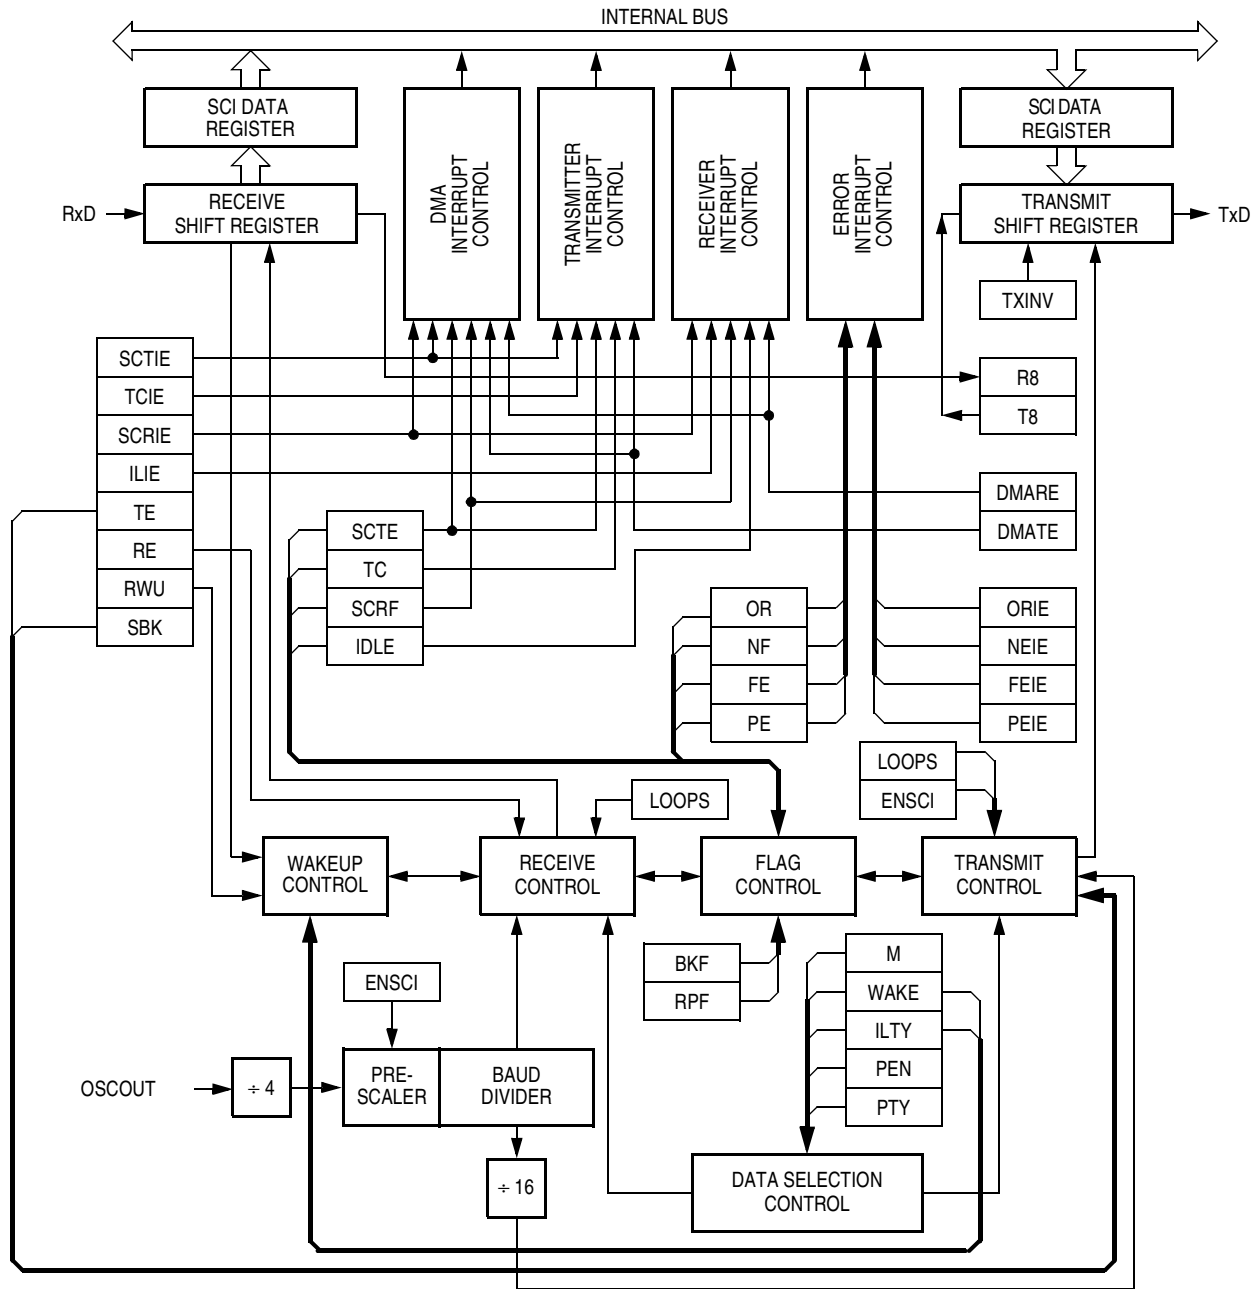 INTERNAL BUS
SCI DATA
REGISTER
DMA
INTERRUPT
CONTROL
TRANSMITTER
INTERRUPT
CONTROL
RECEIVER
INTERRUPT
CONTROL
ERROR
INTERRUPT
CONTROL
SCI DATA
REGISTER
RxD
RECEIVE
SHIFT REGISTER
TRANSMIT
SHIFT REGISTER
TxD
TXINV
SCTIE
TCIE
SCRIE
ILIE
TE
RE
RWU
SBK
R8
T8
DMARE
DMATE
SCTE
TC
SCRF
IDLE
OR
NF
FE
PE
ORIE
NEIE
FEIE
PEIE
LOOPS
LOOPS
ENSCI
WAKEUP
CONTROL
RECEIVE
CONTROL
FLAG
CONTROL
TRANSMIT
CONTROL
BKF
RPF
M
WAKE
ILTY
PEN
PTY
ENSCI
OSCOUT
÷ 4
PRE-
SCALER
BAUD
DIVIDER
÷ 16
DATA SELECTION
CONTROL